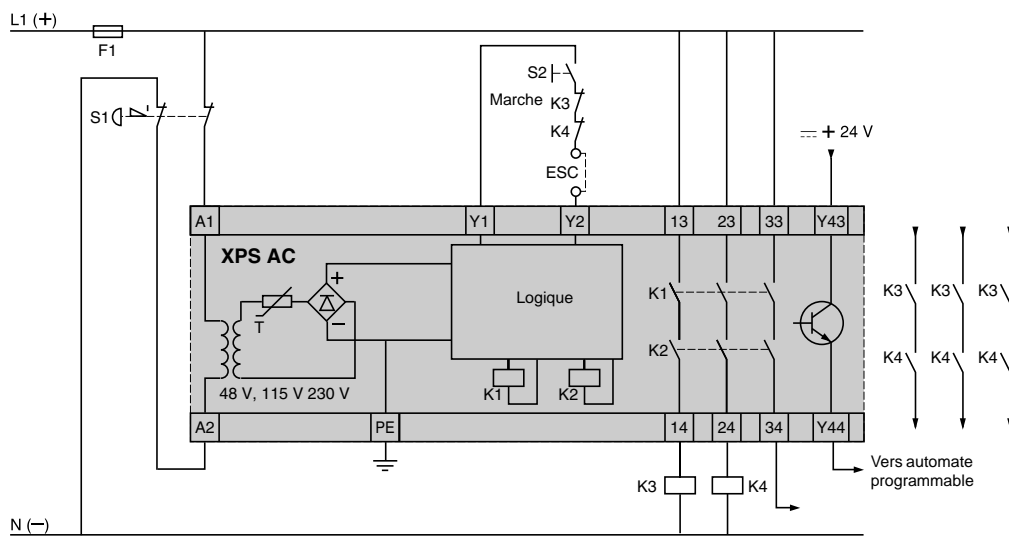 L1 (+)
F1
S2
Marche
K3
S1
K4
+ 24 V
ESC
A1
Y1
Y2
13
23
33
Y43
XPS AC
+
Logique
K1
K3
K3
K3
T
−
K2
K4
K4
K4
48 V, 115 V 230 V
K1
K2
A2
PE
14
24
34
Y44
Vers automate
programmable
K3
K4
N (−)